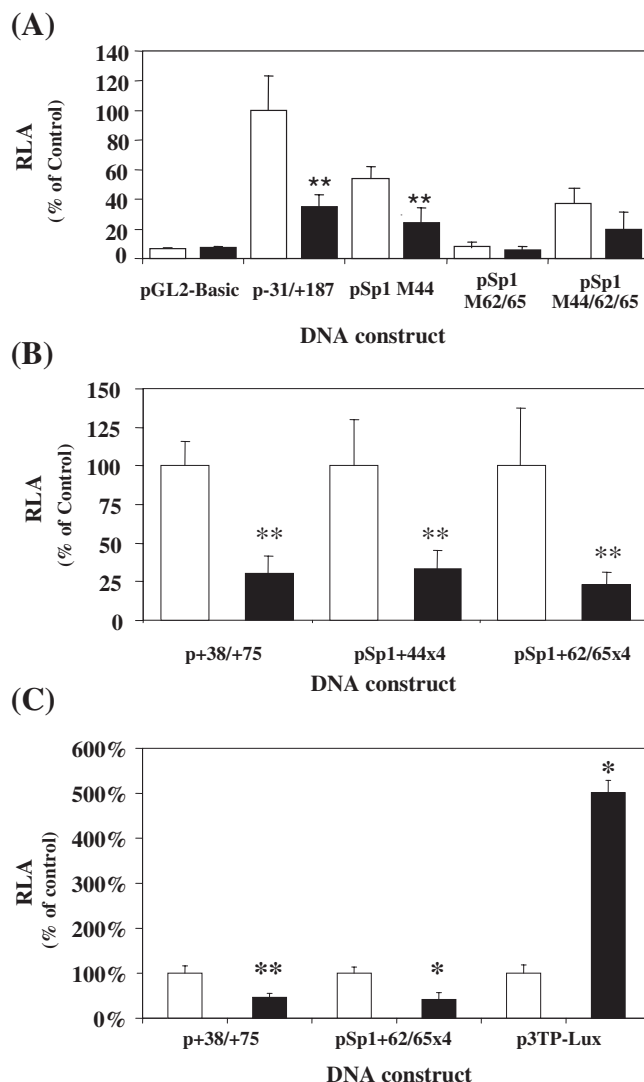 (A)
140
120
100
80
60
40
20
0
RLA
(% of Control)
**
**
pGL2-Basic
p-31/+187
pSp1 M44
pSp1
M62/65
pSp1
M44/62/65
DNA construct
(B)
150
125
100
75
50
25
0
RLA
(% of Control)
**
**
**
p+38/+75
pSp1+44x4
pSp1+62/65x4
DNA construct
(C)
600%
500%
400%
300%
200%
100%
0%
RLA
(% of control)
**
*
*
p+38/+75
pSp1+62/65x4
p3TP-Lux
DNA construct